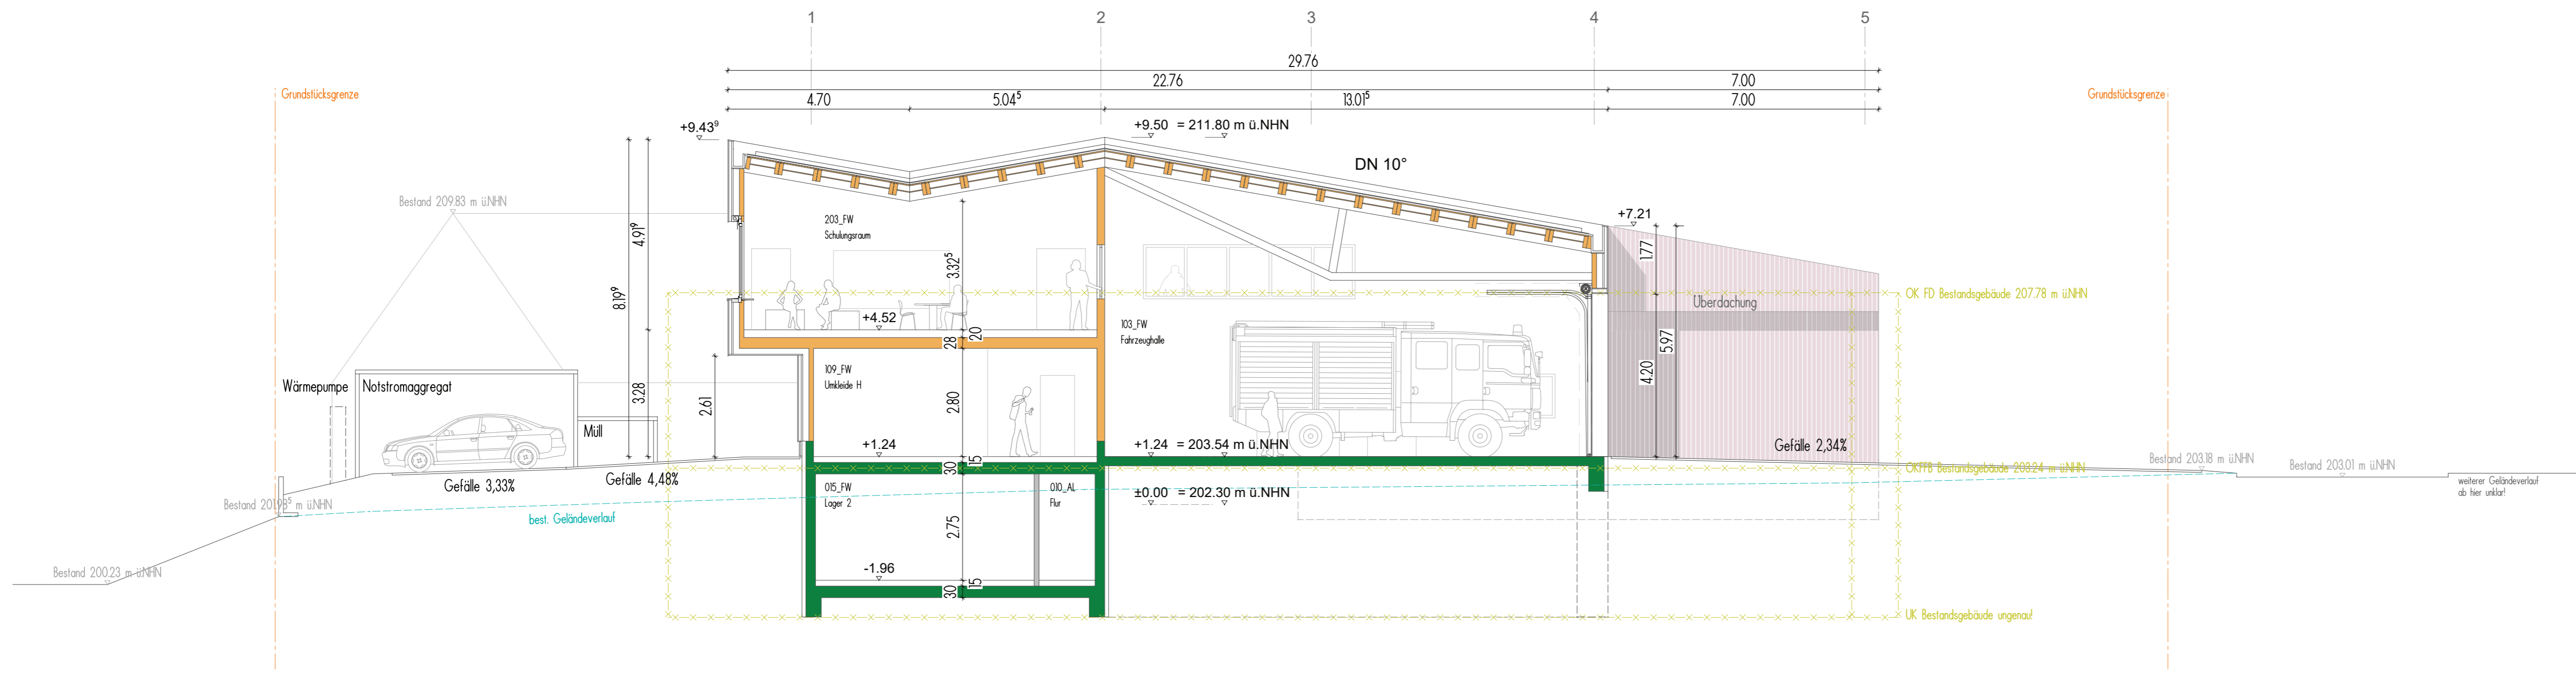 1 2 3 4 5
29.76
22.76 7.00
4.70 5.04⁵ 13.01⁵ 7.00
Grundstücksgrenze
Grundstücksgrenze
+9.43⁹
+9.50 = 211.80 m ü.NHN
DN 10°
Bestand 209.83 m ü.NHN
+7.21
203_FW
Schulungsraum
4.91⁹
8.19⁹
3.32⁵
1.77
OK FD Bestandsgebäude 207.78 m ü.NHN
Überdachung
+4.52
20
28
103_FW
Fahrzeughalle
5.97
4.20
109_FW
Umkleide H
Wärmepumpe
Notstromaggregat
3.28
2.61
2.80
Müll
+1.24
+1.24 = 203.54 m ü.NHN
Gefälle 2,34%
15
30
OKFFB Bestandsgebäude 203.24 m ü.NHN
Bestand 203.18 m ü.NHN
Bestand 203.01 m ü.NHN
weiterer Geländeverlauf
ab hier unklar!
Gefälle 3,33%
Gefälle 4,48%
015_FW
Lager 2
010_AL
Flur
±0.00 = 202.30 m ü.NHN
Bestand 201.93⁵ m ü.NHN
best. Geländeverlauf
2.75
Bestand 200.23 m ü.NHN
-1.96
15
30
UK Bestandsgebäude ungenau!